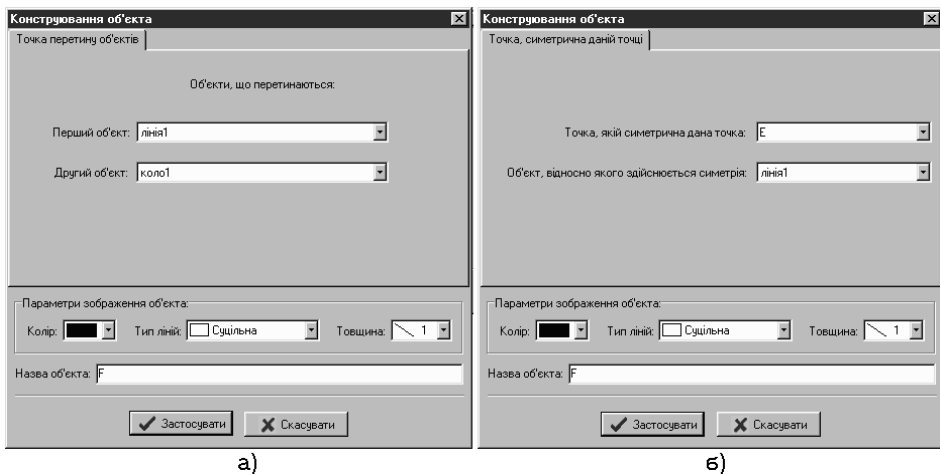 Конструювання об'єкта
Точка перетину об'єктів
Об'єкти, що перетинаються:
Перший об'єкт: лінія1
Другий об'єкт: коло1
Параметри зображення об'єкта:
Колір: Тип ліній: Суцільна Товщина: 1
Назва об'єкта: F
Застосувати Скасувати
а)
Конструювання об'єкта
Точка, симетрична даній точці
Точка, якій симетрична дана точка: E
Об'єкт, відносно якого здійснюється симетрія: лінія1
Параметри зображення об'єкта:
Колір: Тип ліній: Суцільна Товщина: 1
Назва об'єкта: F
Застосувати Скасувати
б)